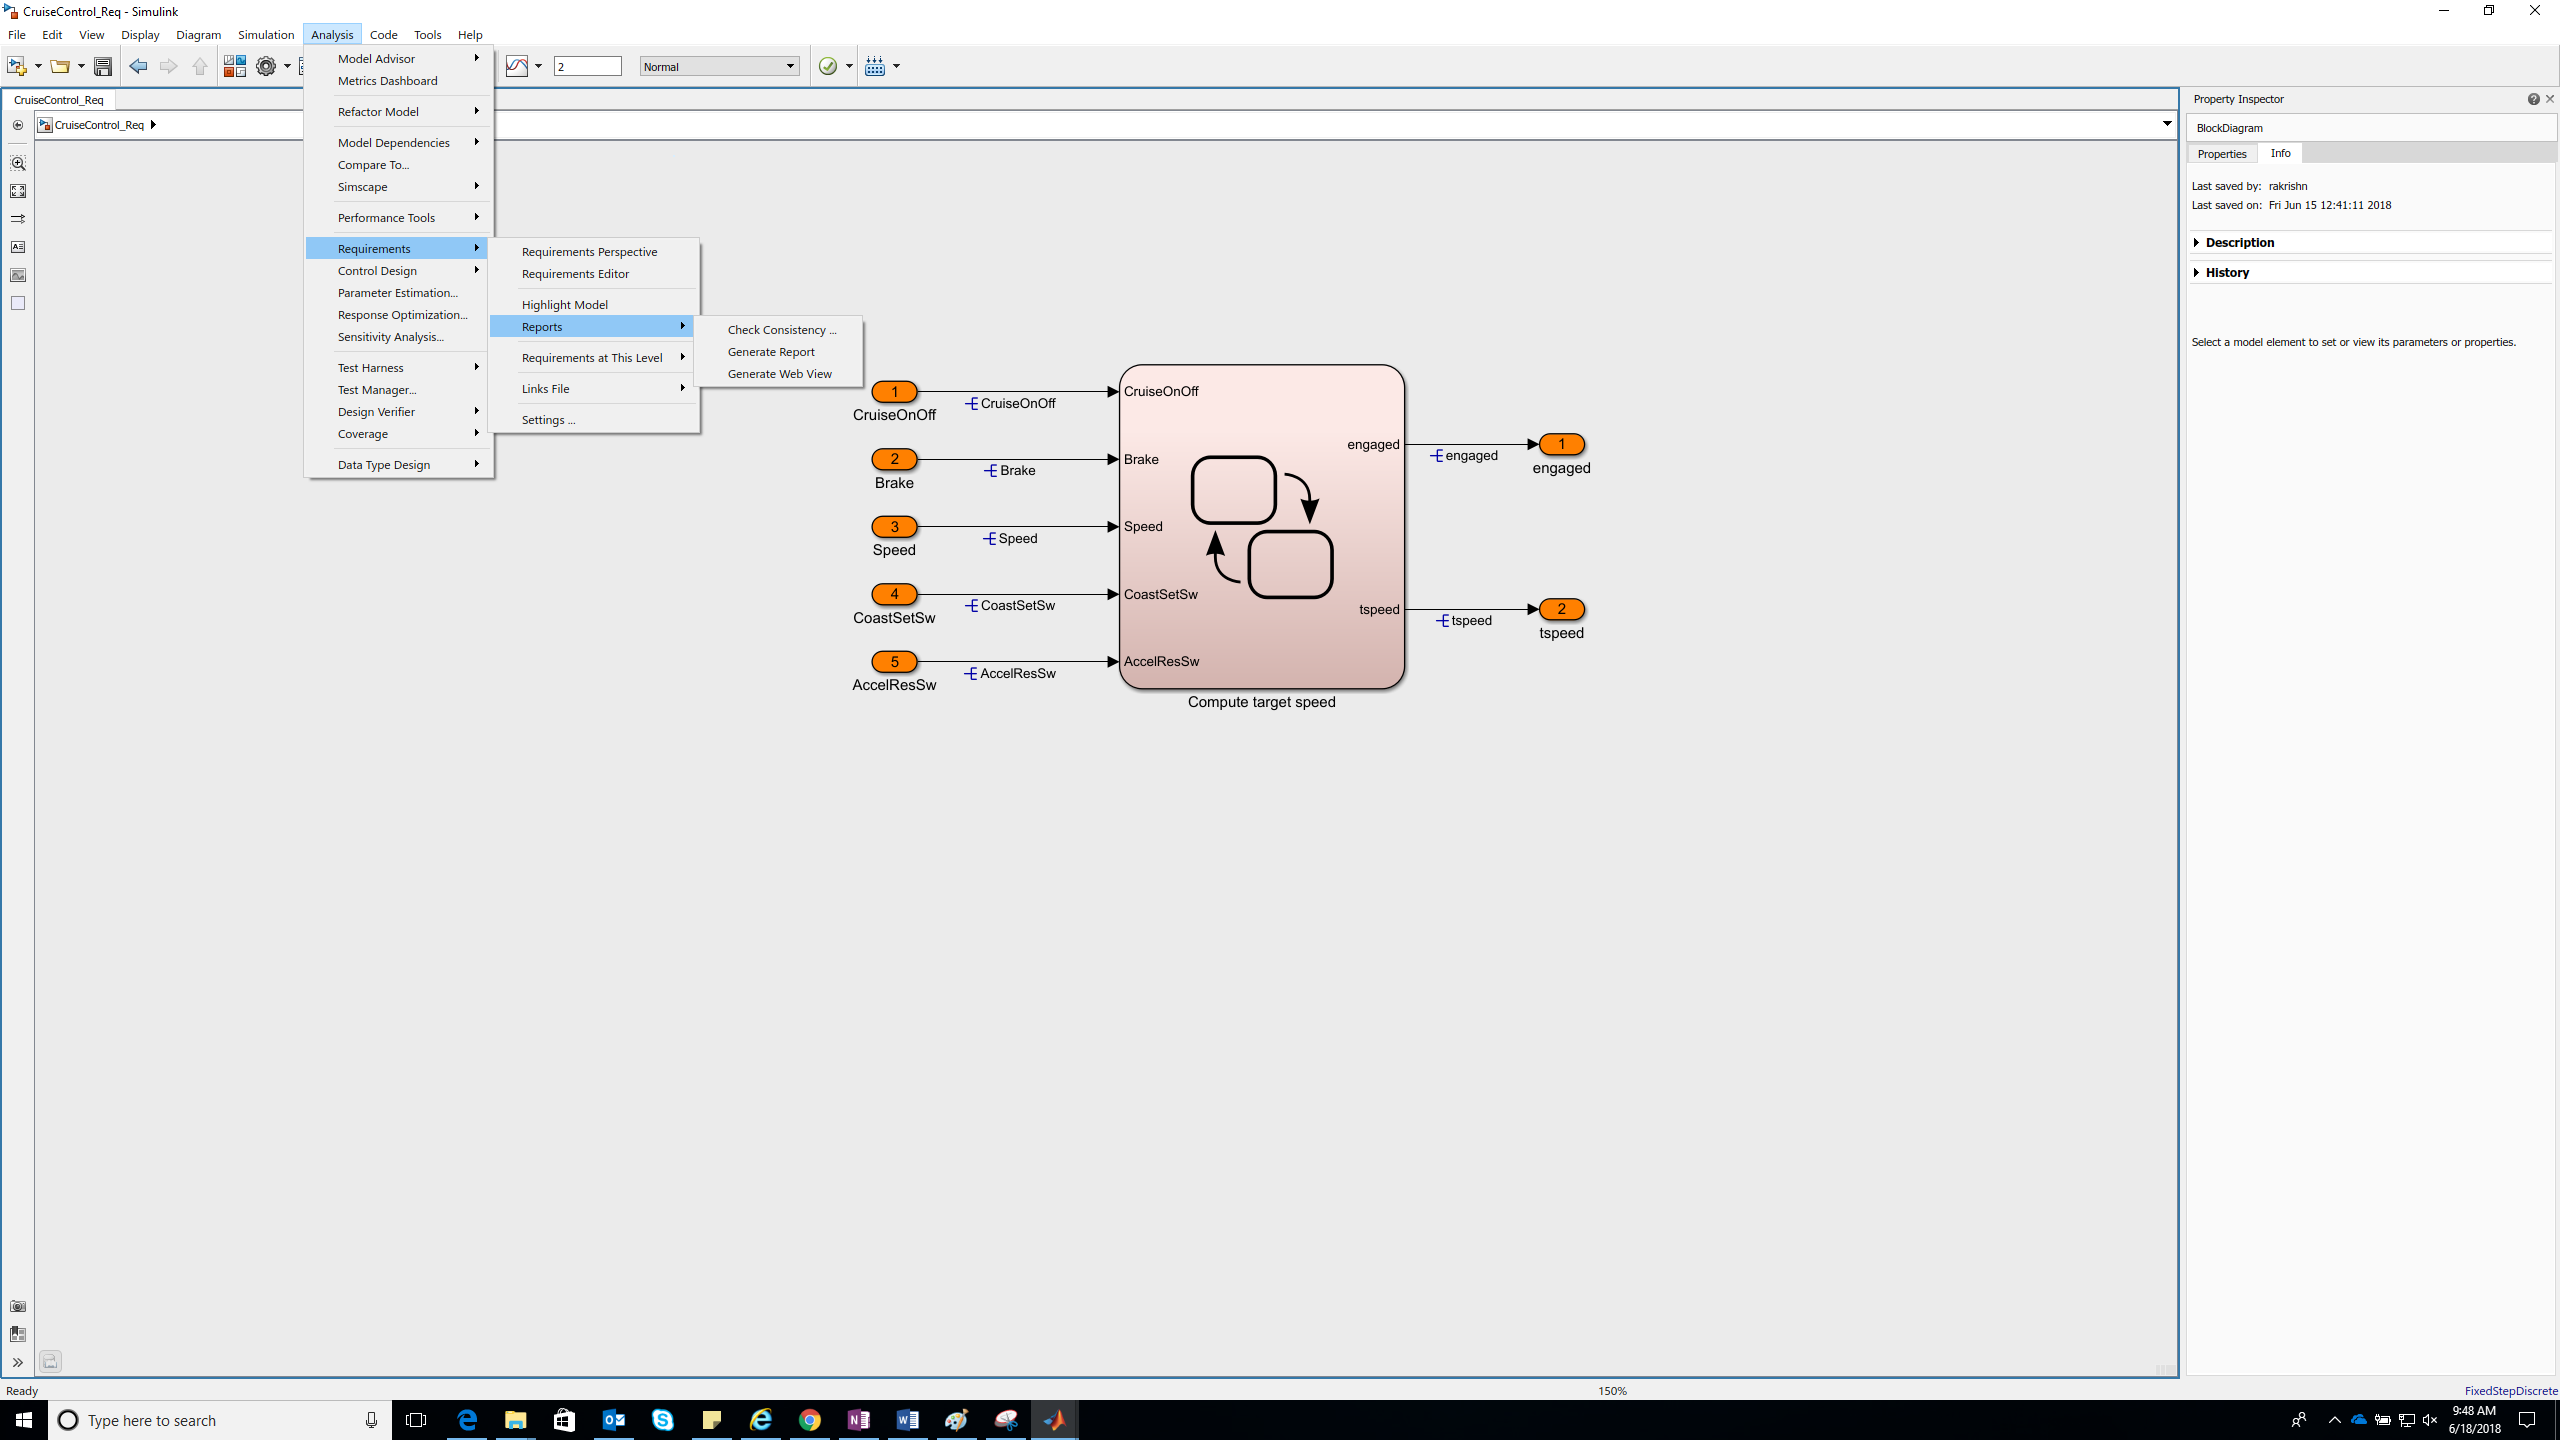 CruiseControl_Req - Simulink
File Edit View Display Diagram Simulation Analysis Code Tools Help
2 Normal
CruiseControl_Req
CruiseControl_Req
Model Advisor
Metrics Dashboard
Refactor Model
Model Dependencies
Compare To...
Simscape
Performance Tools
Requirements
Control Design
Parameter Estimation...
Response Optimization...
Sensitivity Analysis...
Test Harness
Test Manager...
Design Verifier
Coverage
Data Type Design
Requirements Perspective
Requirements Editor
Highlight Model
Reports
Requirements at This Level
Links File
Settings ...
Check Consistency ...
Generate Report
Generate Web View
1
CruiseOnOff
CruiseOnOff
2
Brake
Brake
3
Speed
Speed
4
CoastSetSw
CoastSetSw
5
AccelResSw
AccelResSw
CruiseOnOff
Brake
Speed
CoastSetSw
AccelResSw
engaged
tspeed
Compute target speed
engaged
1
engaged
tspeed
2
tspeed
Property Inspector
BlockDiagram
Properties Info
Last saved by: rakrishn
Last saved on: Fri Jun 15 12:41:11 2018
Description
History
Select a model element to set or view its parameters or properties.
Ready 150% FixedStepDiscrete
Type here to search
9:48 AM
6/18/2018